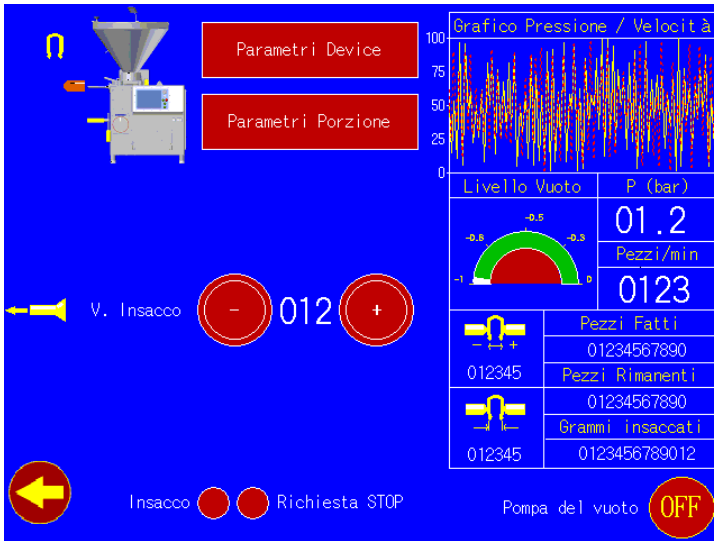 Parametri Device
Parametri Porzione
Grafico Pressione / Velocità
100
75
50
25
0
Livello Vuoto
P (bar)
-0.5
-0.8
-0.3
-1
0
01.2
Pezzi/min
0123
V. Insacco
-
012
+
- +
012345
Pezzi Fatti
01234567890
Pezzi Rimanenti
01234567890
012345
Grammi insaccati
0123456789012
Insacco
Richiesta STOP
Pompa del vuoto
OFF